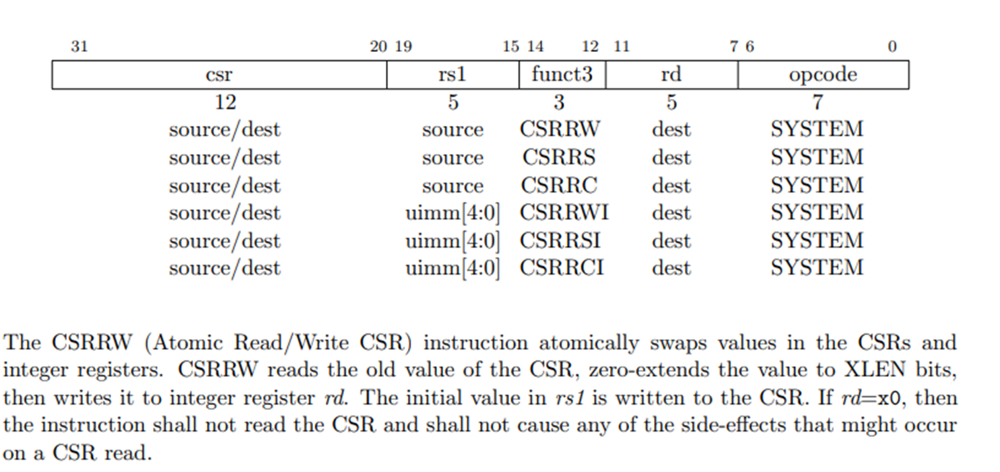 31 20 19 15 14 12 11 7 6 0
csr rs1 funct3 rd opcode
12 5 3 5 7
source/dest source CSRRW dest SYSTEM
source/dest source CSRRS dest SYSTEM
source/dest source CSRRC dest SYSTEM
source/dest uimm[4:0] CSRRWI dest SYSTEM
source/dest uimm[4:0] CSRRSI dest SYSTEM
source/dest uimm[4:0] CSRRCI dest SYSTEM
The CSRRW (Atomic Read/Write CSR) instruction atomically swaps values in the CSRs and
integer registers. CSRRW reads the old value of the CSR, zero-extends the value to XLEN bits,
then writes it to integer register rd. The initial value in rs1 is written to the CSR. If rd=x0, then
the instruction shall not read the CSR and shall not cause any of the side-effects that might occur
on a CSR read.